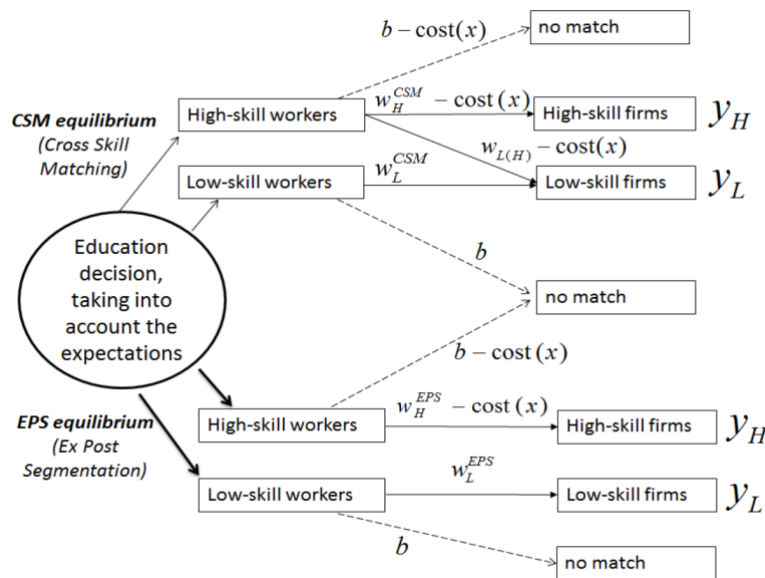 b − cost(x)
no match
CSM equilibrium
(Cross Skill
Matching)
High-skill workers
w_H^{CSM} − cost (x)
High-skill firms
y_H
w_{L(H)} − cost(x)
Low-skill workers
w_L^{CSM}
Low-skill firms
y_L
Education
decision,
taking into
account the
expectations
b
no match
b − cost (x)
EPS equilibrium
(Ex Post
Segmentation)
High-skill workers
w_H^{EPS} − cost (x)
High-skill firms
y_H
Low-skill workers
w_L^{EPS}
Low-skill firms
y_L
b
no match